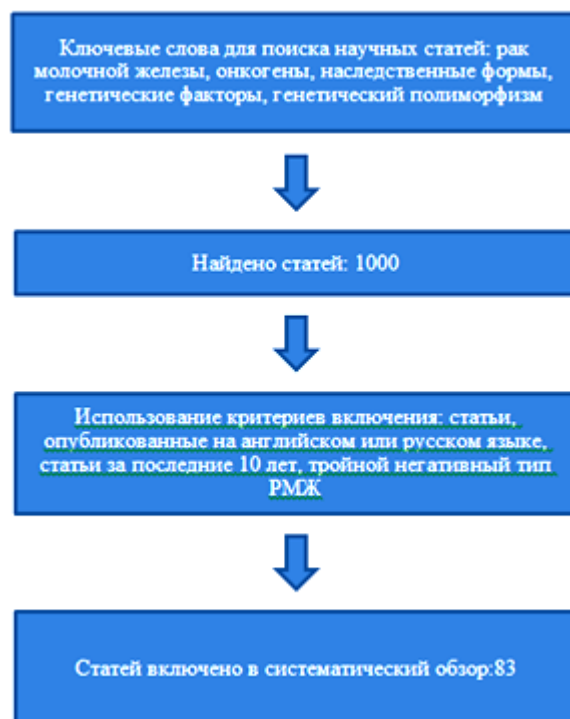 Ключевые слова для поиска научных статей: рак
молочной железы, онкогены, наследственные формы,
генетические факторы, генетический полиморфизм
Найдено статей: 1000
Использование критериев включения: статьи,
опубликованные на английском или русском языке,
статьи за последние 10 лет, тройной негативный тип
РМЖ
Статей включено в систематический обзор:83